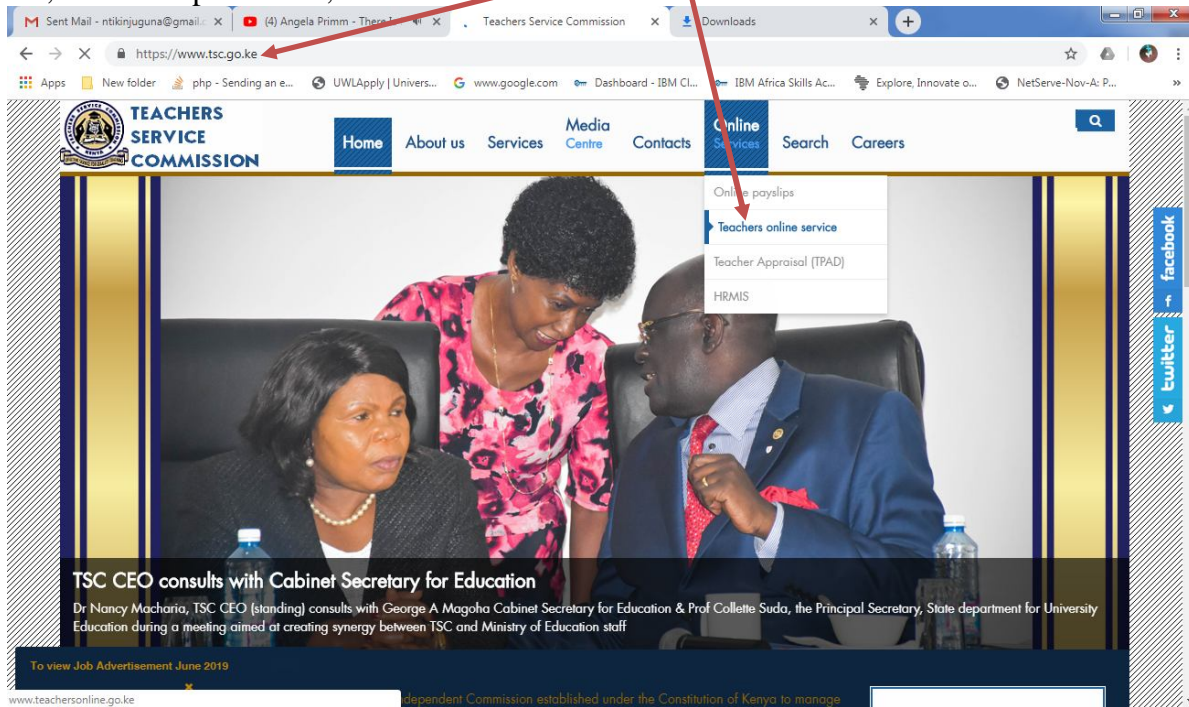 Sent Mail - ntikinjuguna@gmail.c
(4) Angela Primm - There I
Teachers Service Commission
Downloads
https://www.tsc.go.ke
Apps New folder php - Sending an e... UWLApply | Univers... www.google.com Dashboard - IBM Cl... IBM Africa Skills Ac... Explore, Innovate o... NetServe-Nov-A: P... »
TEACHERS
SERVICE
COMMISSION
Home About us Services Media Centre Contacts Online Services Search Careers
Online payslips
Teachers online service
Teacher Appraisal (TPAD)
HRMIS
facebook
twitter
TSC CEO consults with Cabinet Secretary for Education
Dr Nancy Macharia, TSC CEO (standing) consults with George A Magoha Cabinet Secretary for Education & Prof Collette Suda, the Principal Secretary, State department for University
Education during a meeting aimed at creating synergy between TSC and Ministry of Education staff
To view Job Advertisement June 2019
www.teachersonline.go.ke
dependent Commission established under the Constitution of Kenya to manage